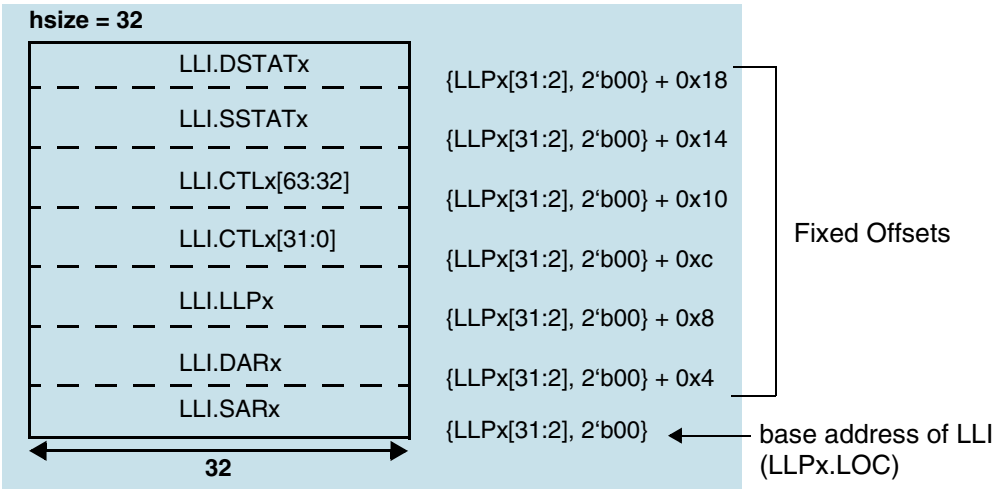 hsize = 32
LLI.DSTATx
{LLPx[31:2], 2‘b00} + 0x18
LLI.SSTATx
{LLPx[31:2], 2‘b00} + 0x14
LLI.CTLx[63:32]
{LLPx[31:2], 2‘b00} + 0x10
LLI.CTLx[31:0]
{LLPx[31:2], 2‘b00} + 0xc
LLI.LLPx
{LLPx[31:2], 2‘b00} + 0x8
LLI.DARx
{LLPx[31:2], 2‘b00} + 0x4
LLI.SARx
{LLPx[31:2], 2‘b00}
32
Fixed Offsets
base address of LLI
(LLPx.LOC)